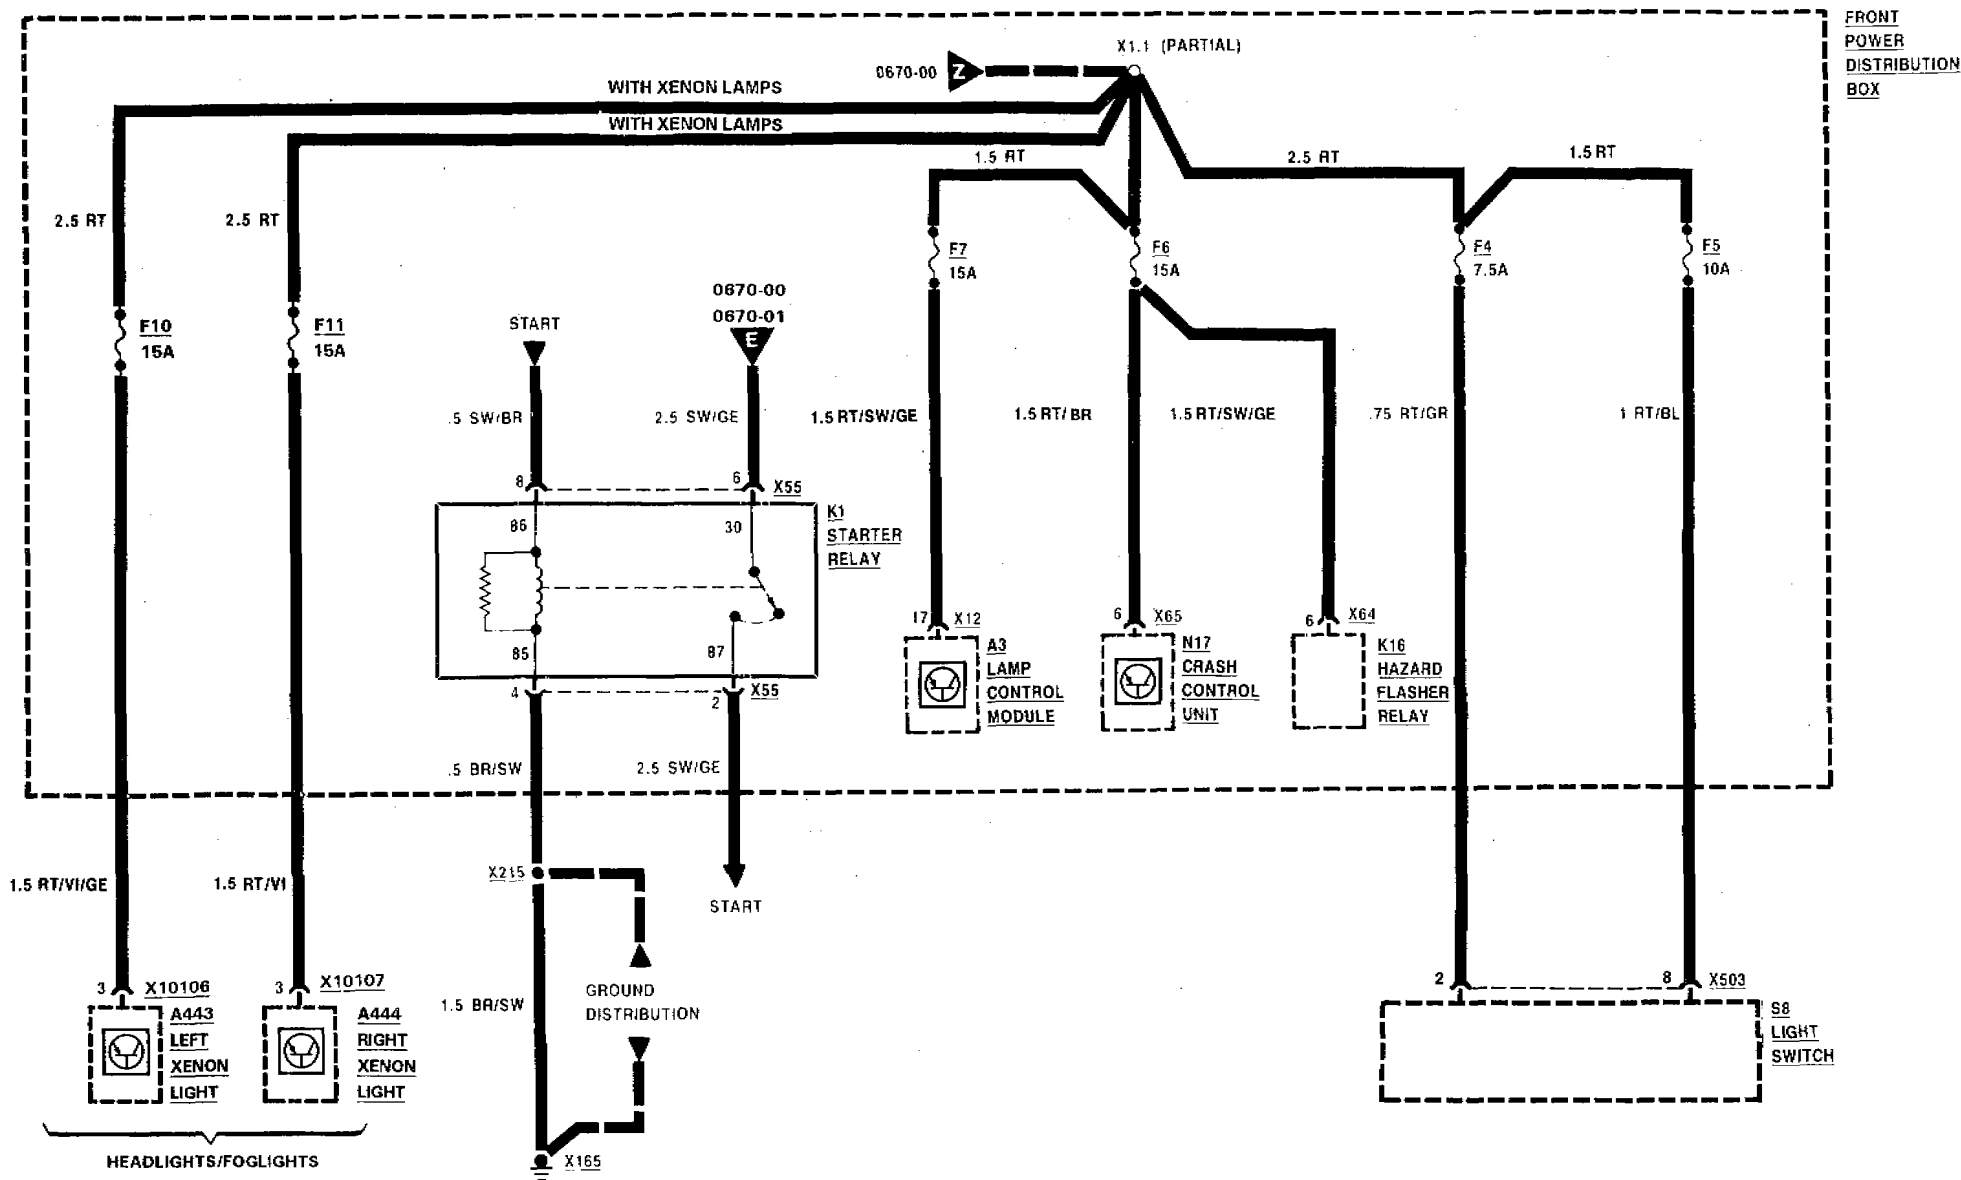 FRONT
POWER
DISTRIBUTION
BOX
X1.1 (PARTIAL)
0670-00
Z
WITH XENON LAMPS
WITH XENON LAMPS
1.5 RT
2.5 RT
1.5 RT
2.5 RT
2.5 RT
F7
15A
F6
15A
F4
7.5A
F5
10A
F10
15A
F11
15A
START
0670-00
0670-01
E
.5 SW/BR
2.5 SW/GE
1.5 RT/SW/GE
1.5 RT/BR
1.5 RT/SW/GE
.75 RT/GR
1 RT/BL
8
6
X55
86
30
K1
STARTER
RELAY
85
87
4
2
X55
17
X12
A3
LAMP
CONTROL
MODULE
6
X65
N17
CRASH
CONTROL
UNIT
6
X64
K16
HAZARD
FLASHER
RELAY
.5 BR/SW
2.5 SW/GE
X215
START
1.5 RT/VI/GE
1.5 RT/VI
3
X10106
A443
LEFT
XENON
LIGHT
3
X10107
A444
RIGHT
XENON
LIGHT
1.5 BR/SW
GROUND
DISTRIBUTION
2
8
X503
S8
LIGHT
SWITCH
HEADLIGHTS/FOGLIGHTS
X165